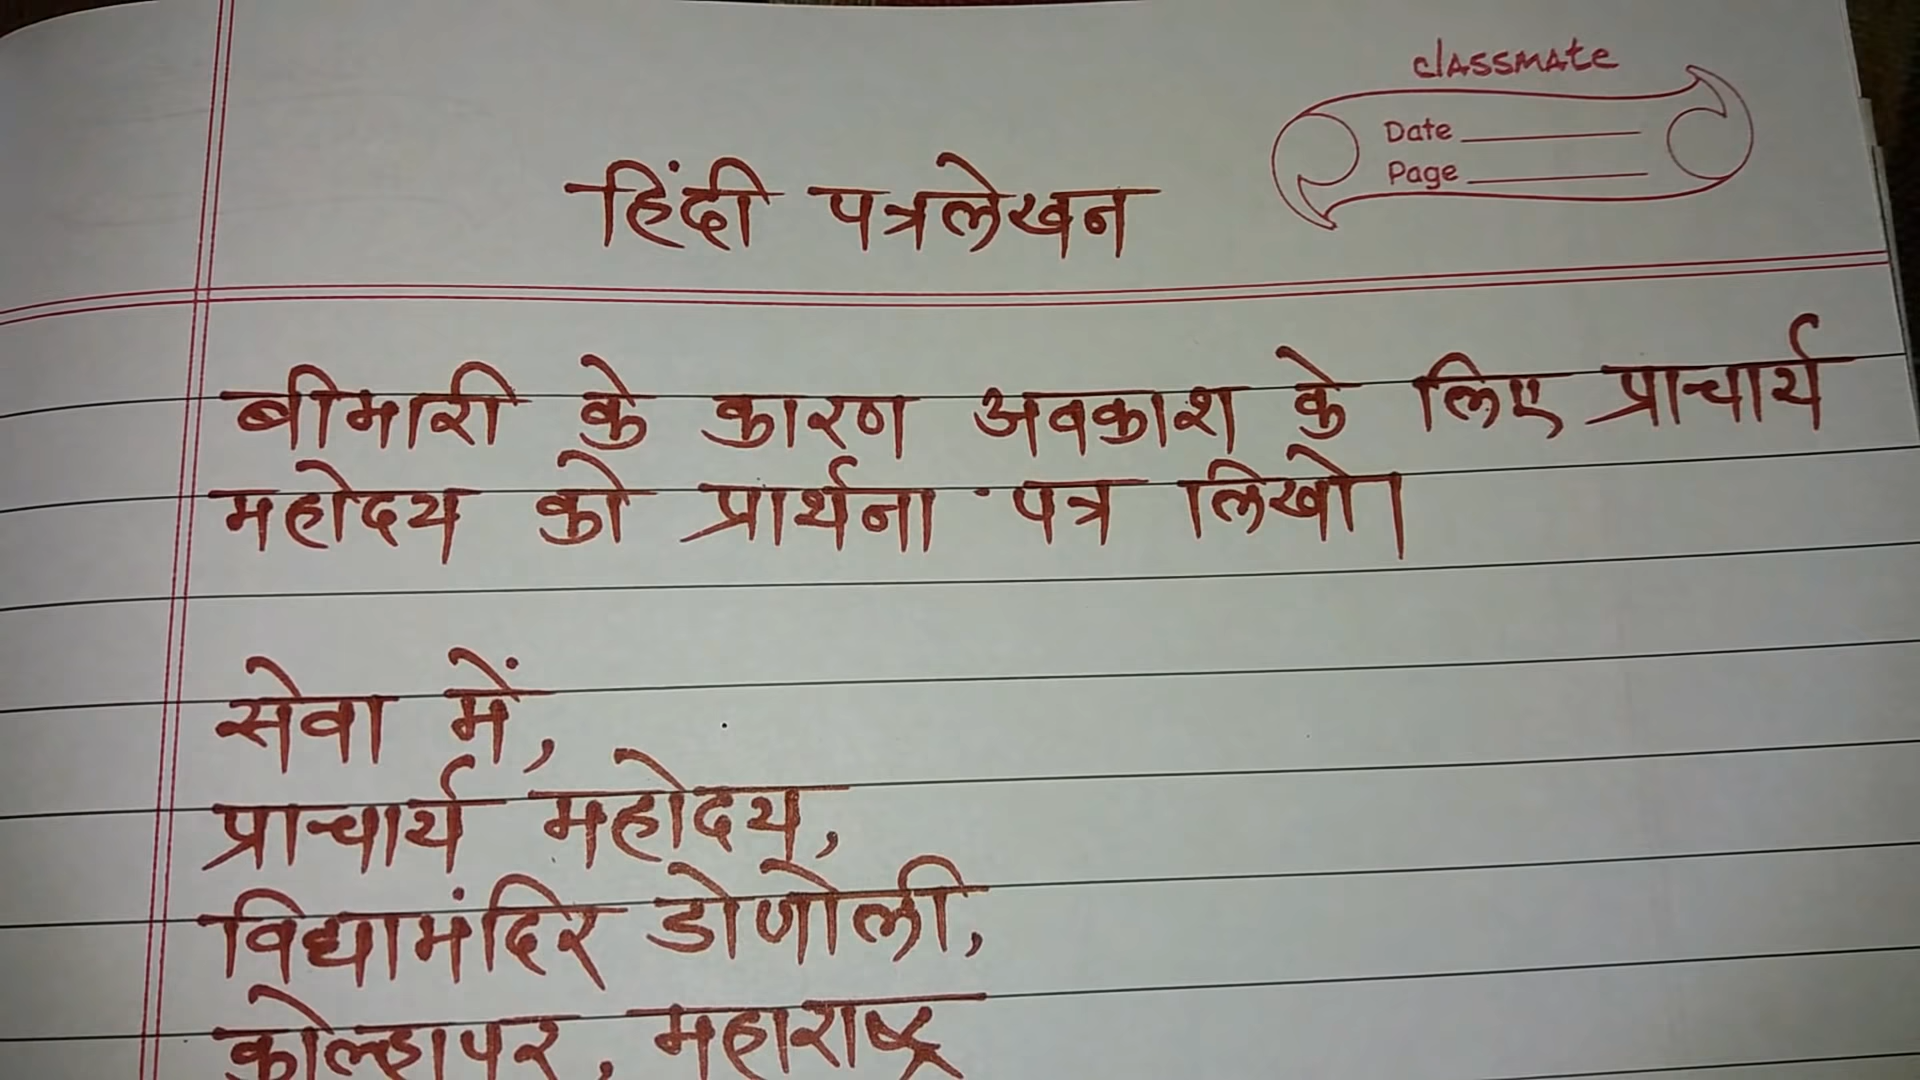 classmate
Date
Page
हिंदी पत्रलेखन
बीमारी के कारण अवकाश के लिए प्राचार्य
महोदय को प्रार्थना पत्र लिखो।
सेवा में,
प्राचार्य महोदय,
विद्यामंदिर डोणोली,
कोल्हापूर, महाराष्ट्र